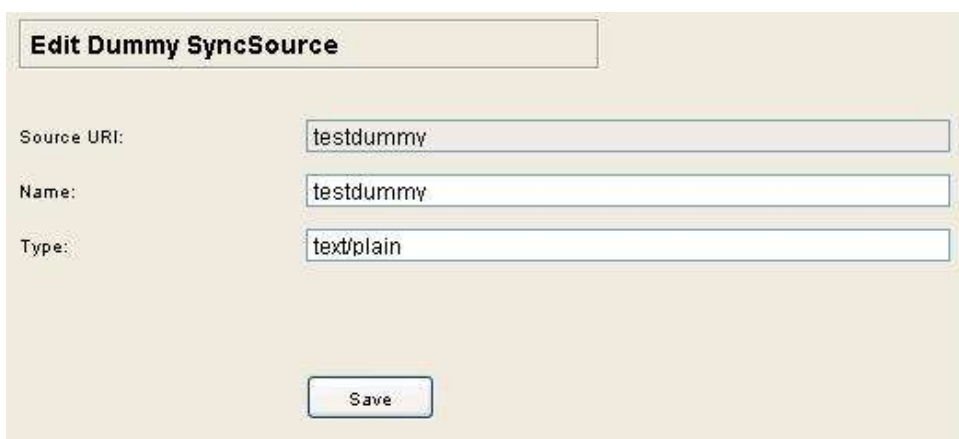 Edit Dummy SyncSource
Source URI: testdummy
Name: testdummy
Type: text/plain
Save